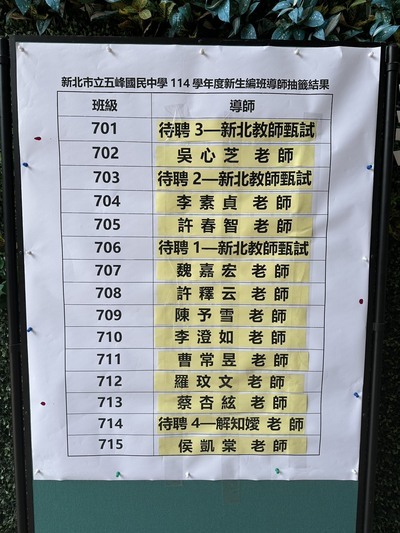 新北市立五峰國民中學 114 學年度新生編班導師抽籤結果
班級 導師
701 待聘 3—新北教師甄試
702 吳心芝 老師
703 待聘 2—新北教師甄試
704 李素貞 老師
705 許春智 老師
706 待聘 1—新北教師甄試
707 魏嘉宏 老師
708 許釋云 老師
709 陳予雪 老師
710 李澄如 老師
711 曹常昱 老師
712 羅玟文 老師
713 蔡杏絃 老師
714 待聘 4—解知嬡 老師
715 侯凱棠 老師